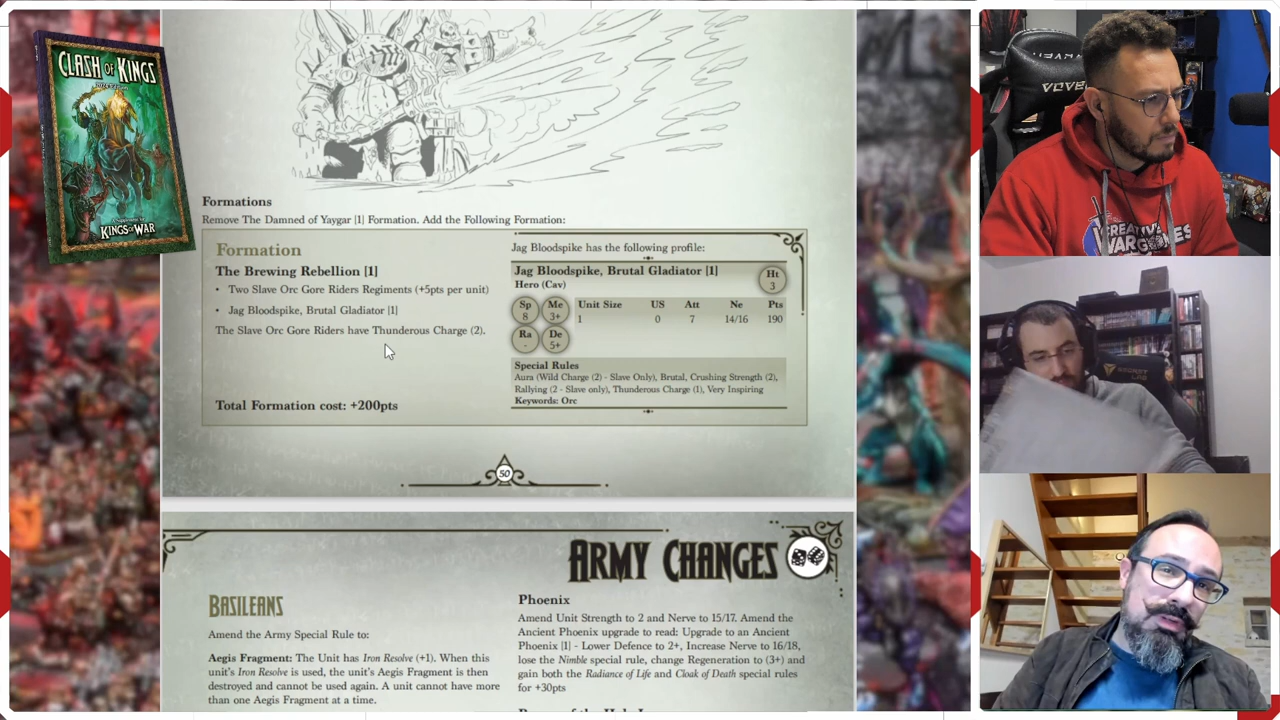 CLASH OF KINGS
KINGS OF WAR
Formations
Remove The Damned of Yaygar [1] Formation. Add the Following Formation:
Formation
The Brewing Rebellion [1]
• Two Slave Orc Gore Riders Regiments (+5pts per unit)
• Jag Bloodspike, Brutal Gladiator [1]
The Slave Orc Gore Riders have Thunderous Charge (2).
Total Formation cost: +200pts
Jag Bloodspike has the following profile:
Jag Bloodspike, Brutal Gladiator [1]
Hero (Cav)
Ht
3
Sp
8
Me
3+
Ra
-
De
5+
Unit Size US Att Ne Pts
1 0 7 14/16 190
Special Rules
Aura (Wild Charge (2) - Slave Only), Brutal, Crushing Strength (2),
Rallying (2 - Slave only), Thunderous Charge (1), Very Inspiring
Keywords: Orc
50
ARMY CHANGES
BASILEANS
Amend the Army Special Rule to:
Aegis Fragment: The Unit has Iron Resolve (+1). When this
unit's Iron Resolve is used, the unit's Aegis Fragment is then
destroyed and cannot be used again. A unit cannot have more
than one Aegis Fragment at a time.
Phoenix
Amend Unit Strength to 2 and Nerve to 15/17. Amend the
Ancient Phoenix upgrade to read: Upgrade to an Ancient
Phoenix [1] - Lower Defence to 2+, Increase Nerve to 16/18,
lose the Nimble special rule, change Regeneration to (3+) and
gain both the Radiance of Life and Cloak of Death special rules
for +30pts
CREATIVE
WARGAMES
SECRET
LAB